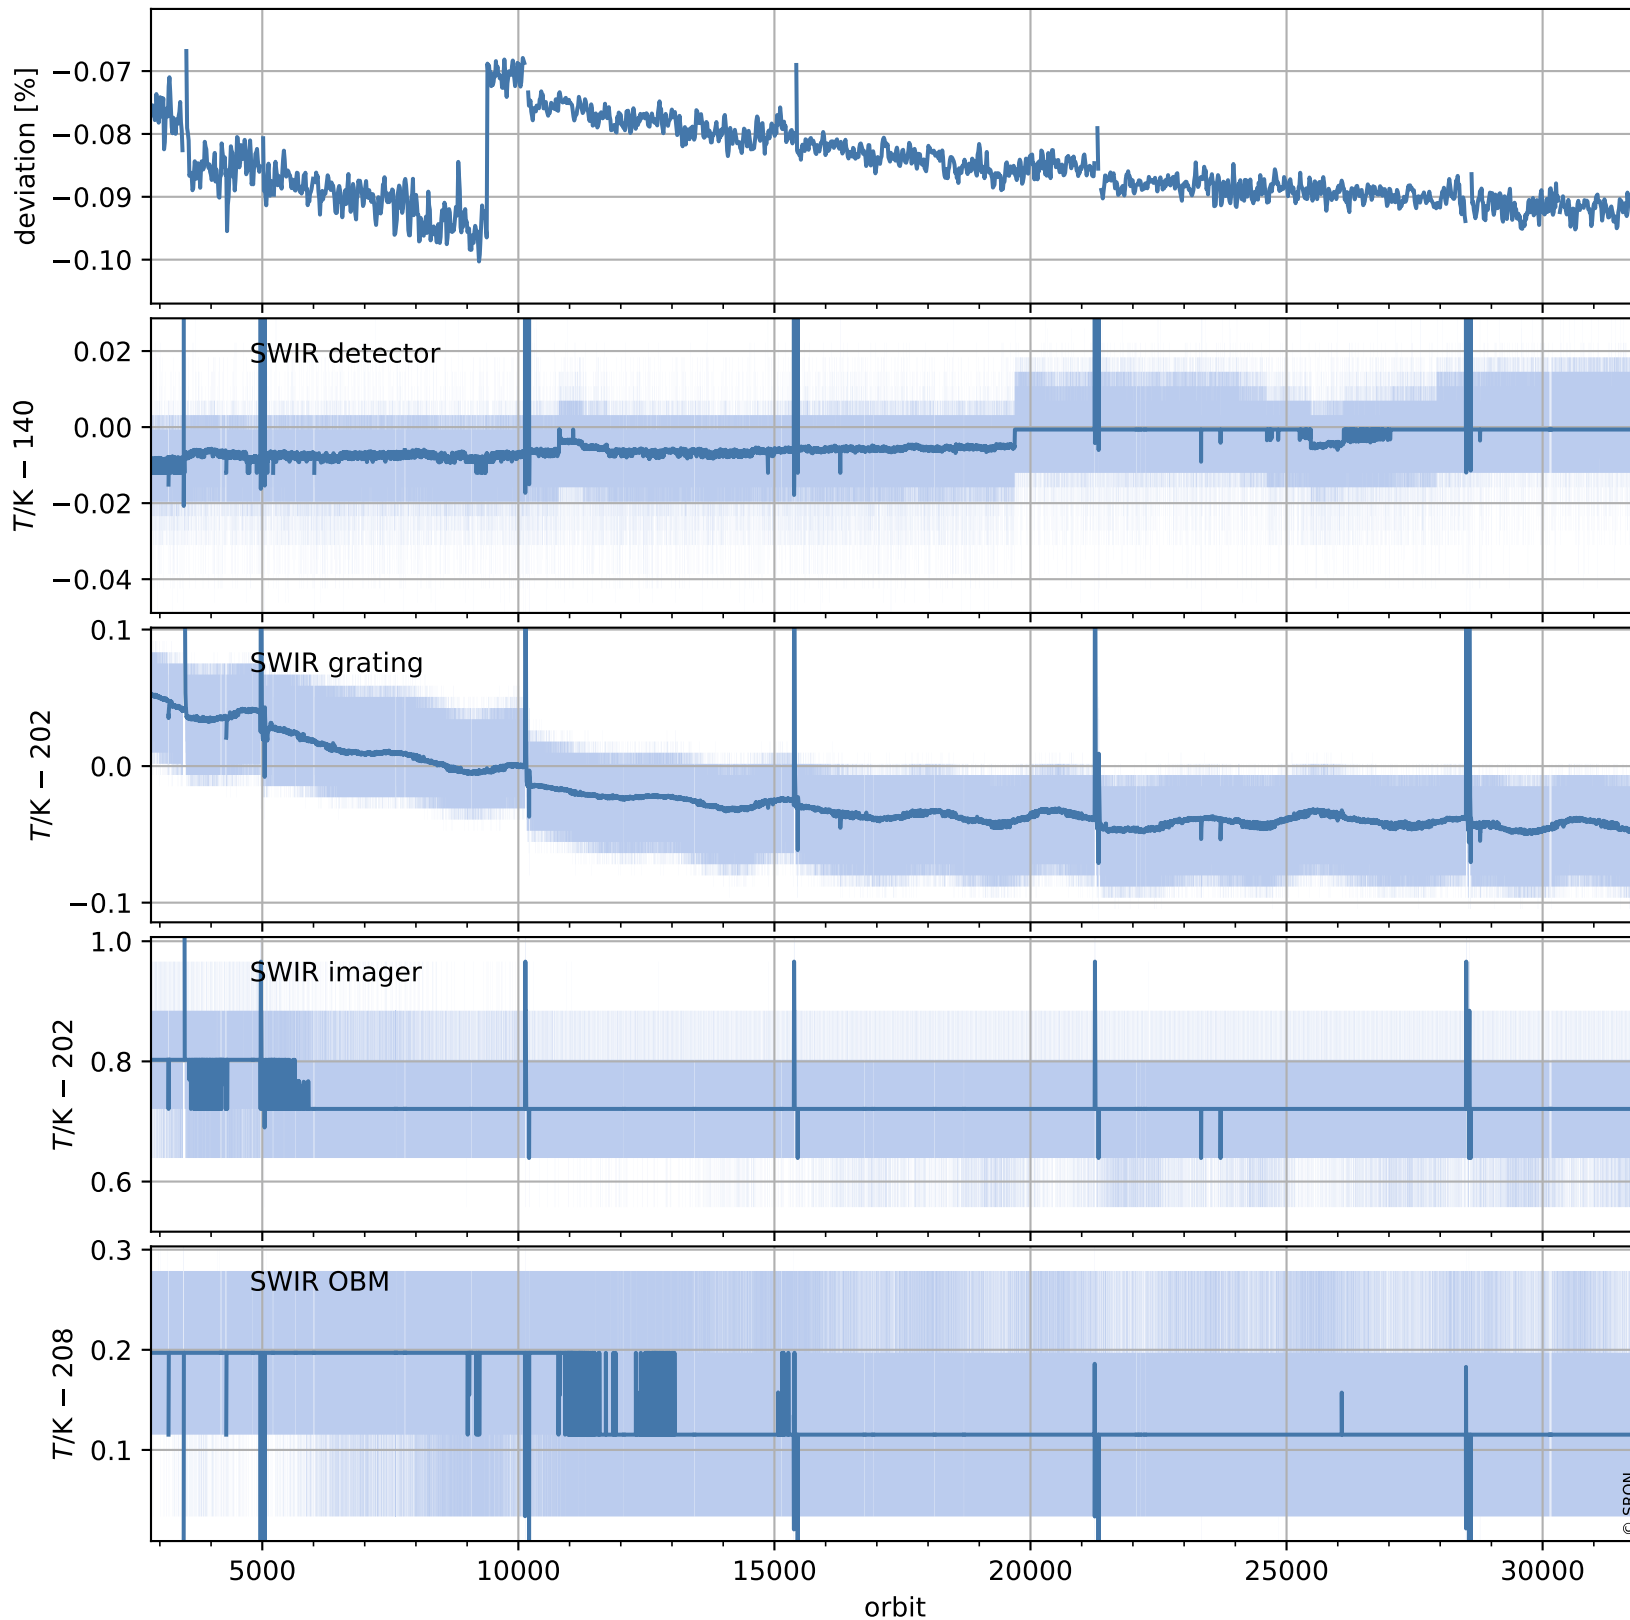 deviation [%]
−0.07
−0.08
−0.09
−0.10
T/K − 140
0.02
0.00
−0.02
−0.04
SWIR detector
T/K − 202
0.1
0.0
−0.1
SWIR grating
T/K − 202
1.0
0.8
0.6
SWIR imager
T/K − 208
0.3
0.2
0.1
SWIR OBM
© SRON
5000 10000 15000 20000 25000 30000
orbit